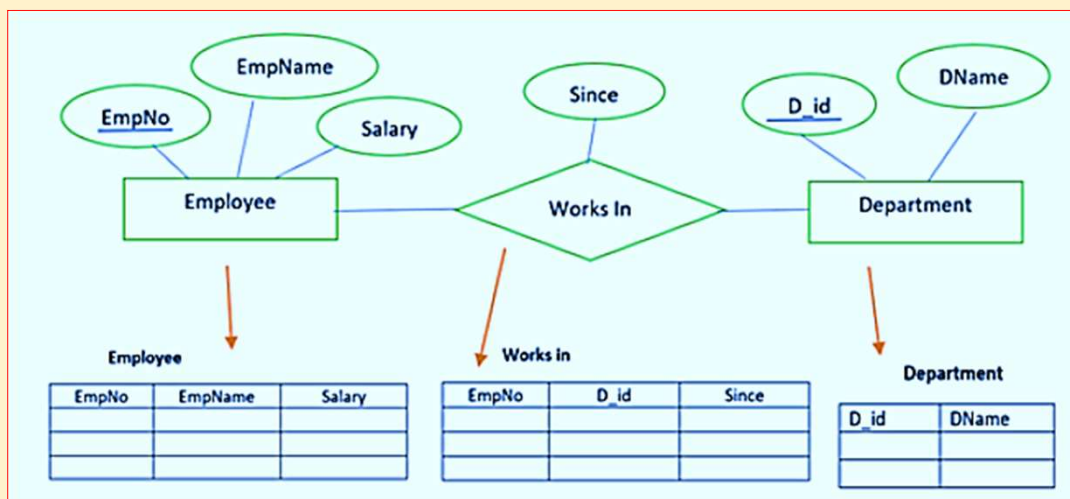 EmpName
EmpNo
Salary
Since
D_id
DName
Employee
Works In
Department
Employee
EmpNo EmpName Salary
Works in
EmpNo D_id Since
Department
D_id DName